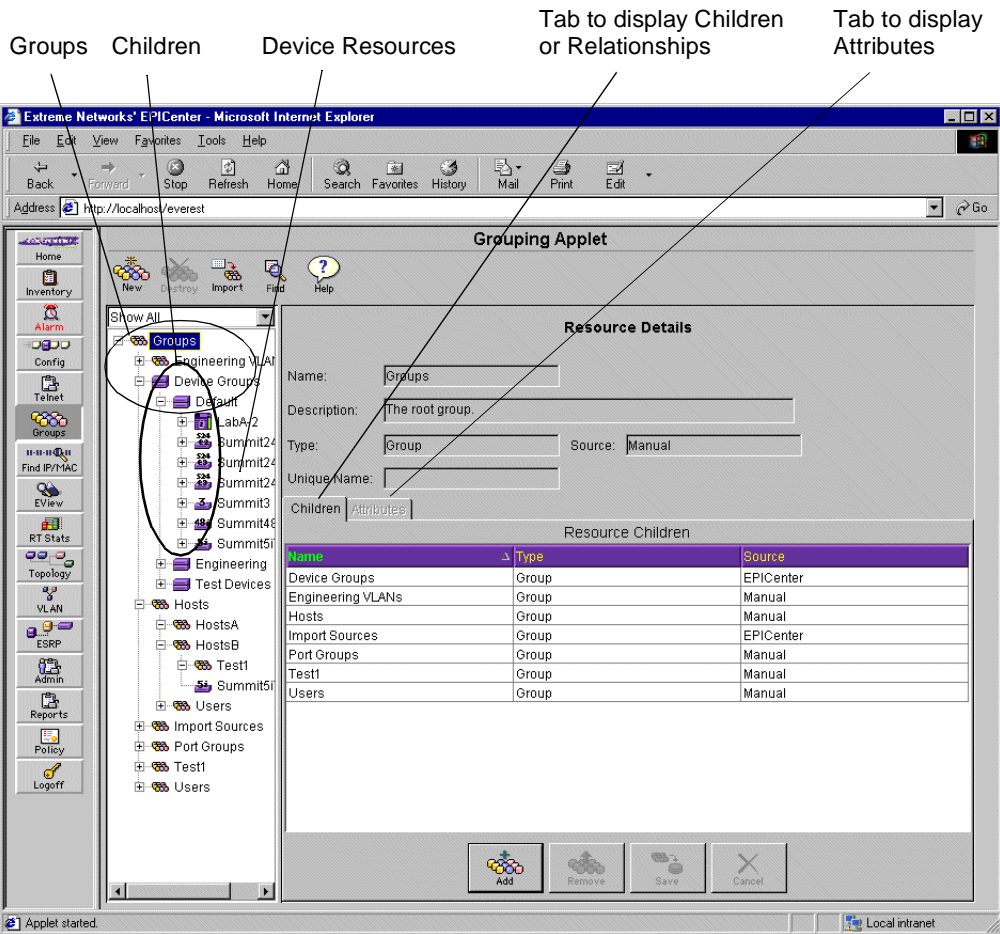 Groups Children Device Resources
Tab to display Children
or Relationships
Tab to display
Attributes
Extreme Networks' EPICenter - Microsoft Internet Explorer
File Edit View Favorites Tools Help
Back Forward Stop Refresh Home Search Favorites History Mail Print Edit
Address http://localhost/everest Go
Home
Inventory
Alarm
Config
Telnet
Groups
Find IP/MAC
EView
RT Stats
Topology
VLAN
ESRP
Admin
Reports
Policy
Logoff
Grouping Applet
New Destroy Import Find Help
Show All
Groups
Engineering VLAN
Device Groups
Default
LabA-2
Summit24
Summit24
Summit24
Summit3
Summit48
Summit5i
Engineering
Test Devices
Hosts
HostsA
HostsB
Test1
Summit5i
Users
Import Sources
Port Groups
Test1
Users
Resource Details
Name: Groups
Description: The root group.
Type: Group Source: Manual
Unique Name:
Children Attributes
Resource Children
Name Type Source
Device Groups Group EPICenter
Engineering VLANs Group Manual
Hosts Group Manual
Import Sources Group EPICenter
Port Groups Group Manual
Test1 Group Manual
Users Group Manual
Add Remove Save Cancel
Applet started. Local intranet